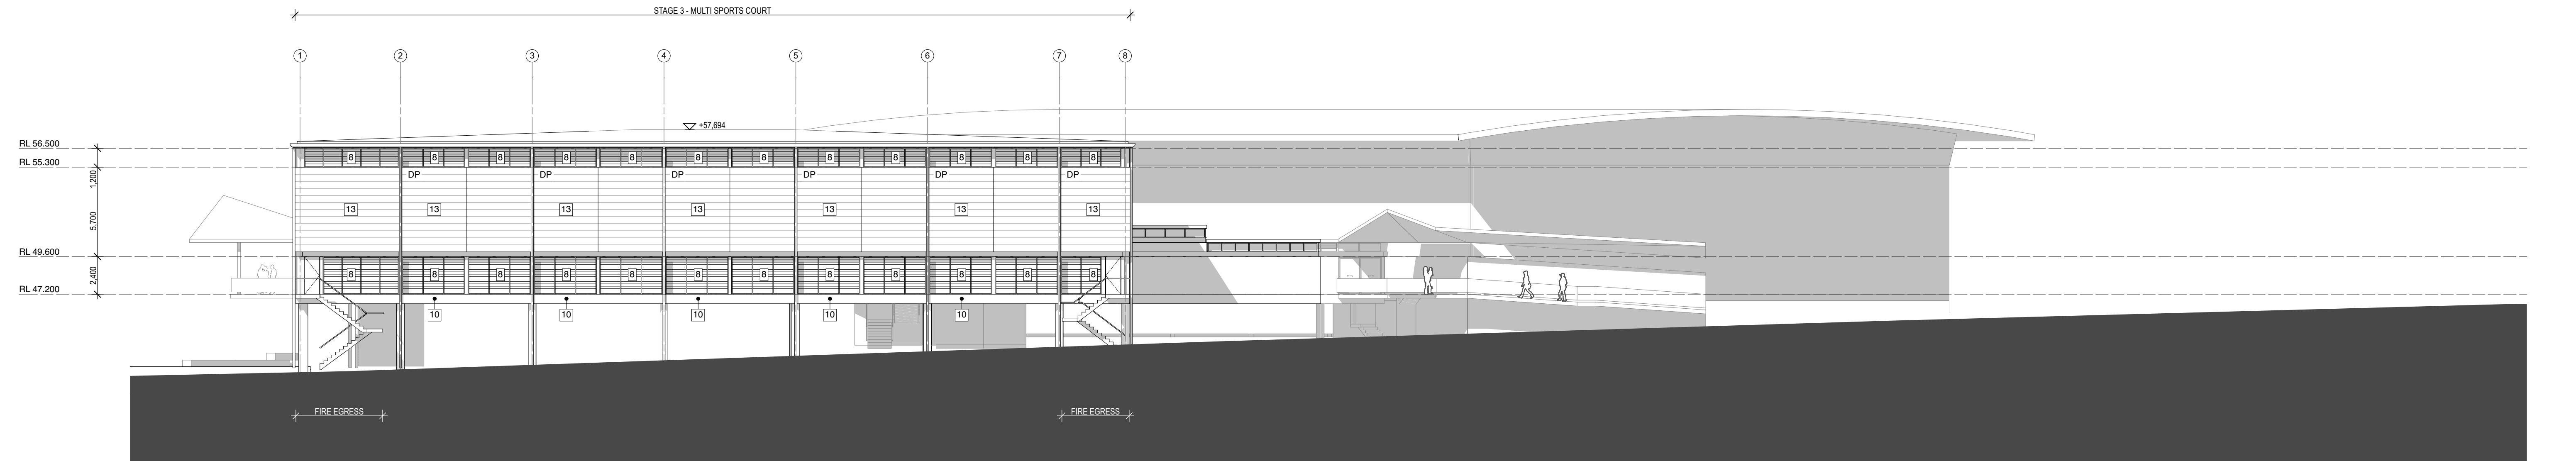 STAGE 3 - MULTI SPORTS COURT
1 2 3 4 5 6 7 8
+57,694
RL 56.500
8 8 8 8 8 8 8 8 8 8 8 8
RL 55.300
1,200
DP DP DP DP DP DP
5,700
13 13 13 13 13 13 13
RL 49.600
2,400
8 8 8 8 8 8 8 8 8 8 8 8
RL 47.200
10 10 10 10 10
FIRE EGRESS FIRE EGRESS